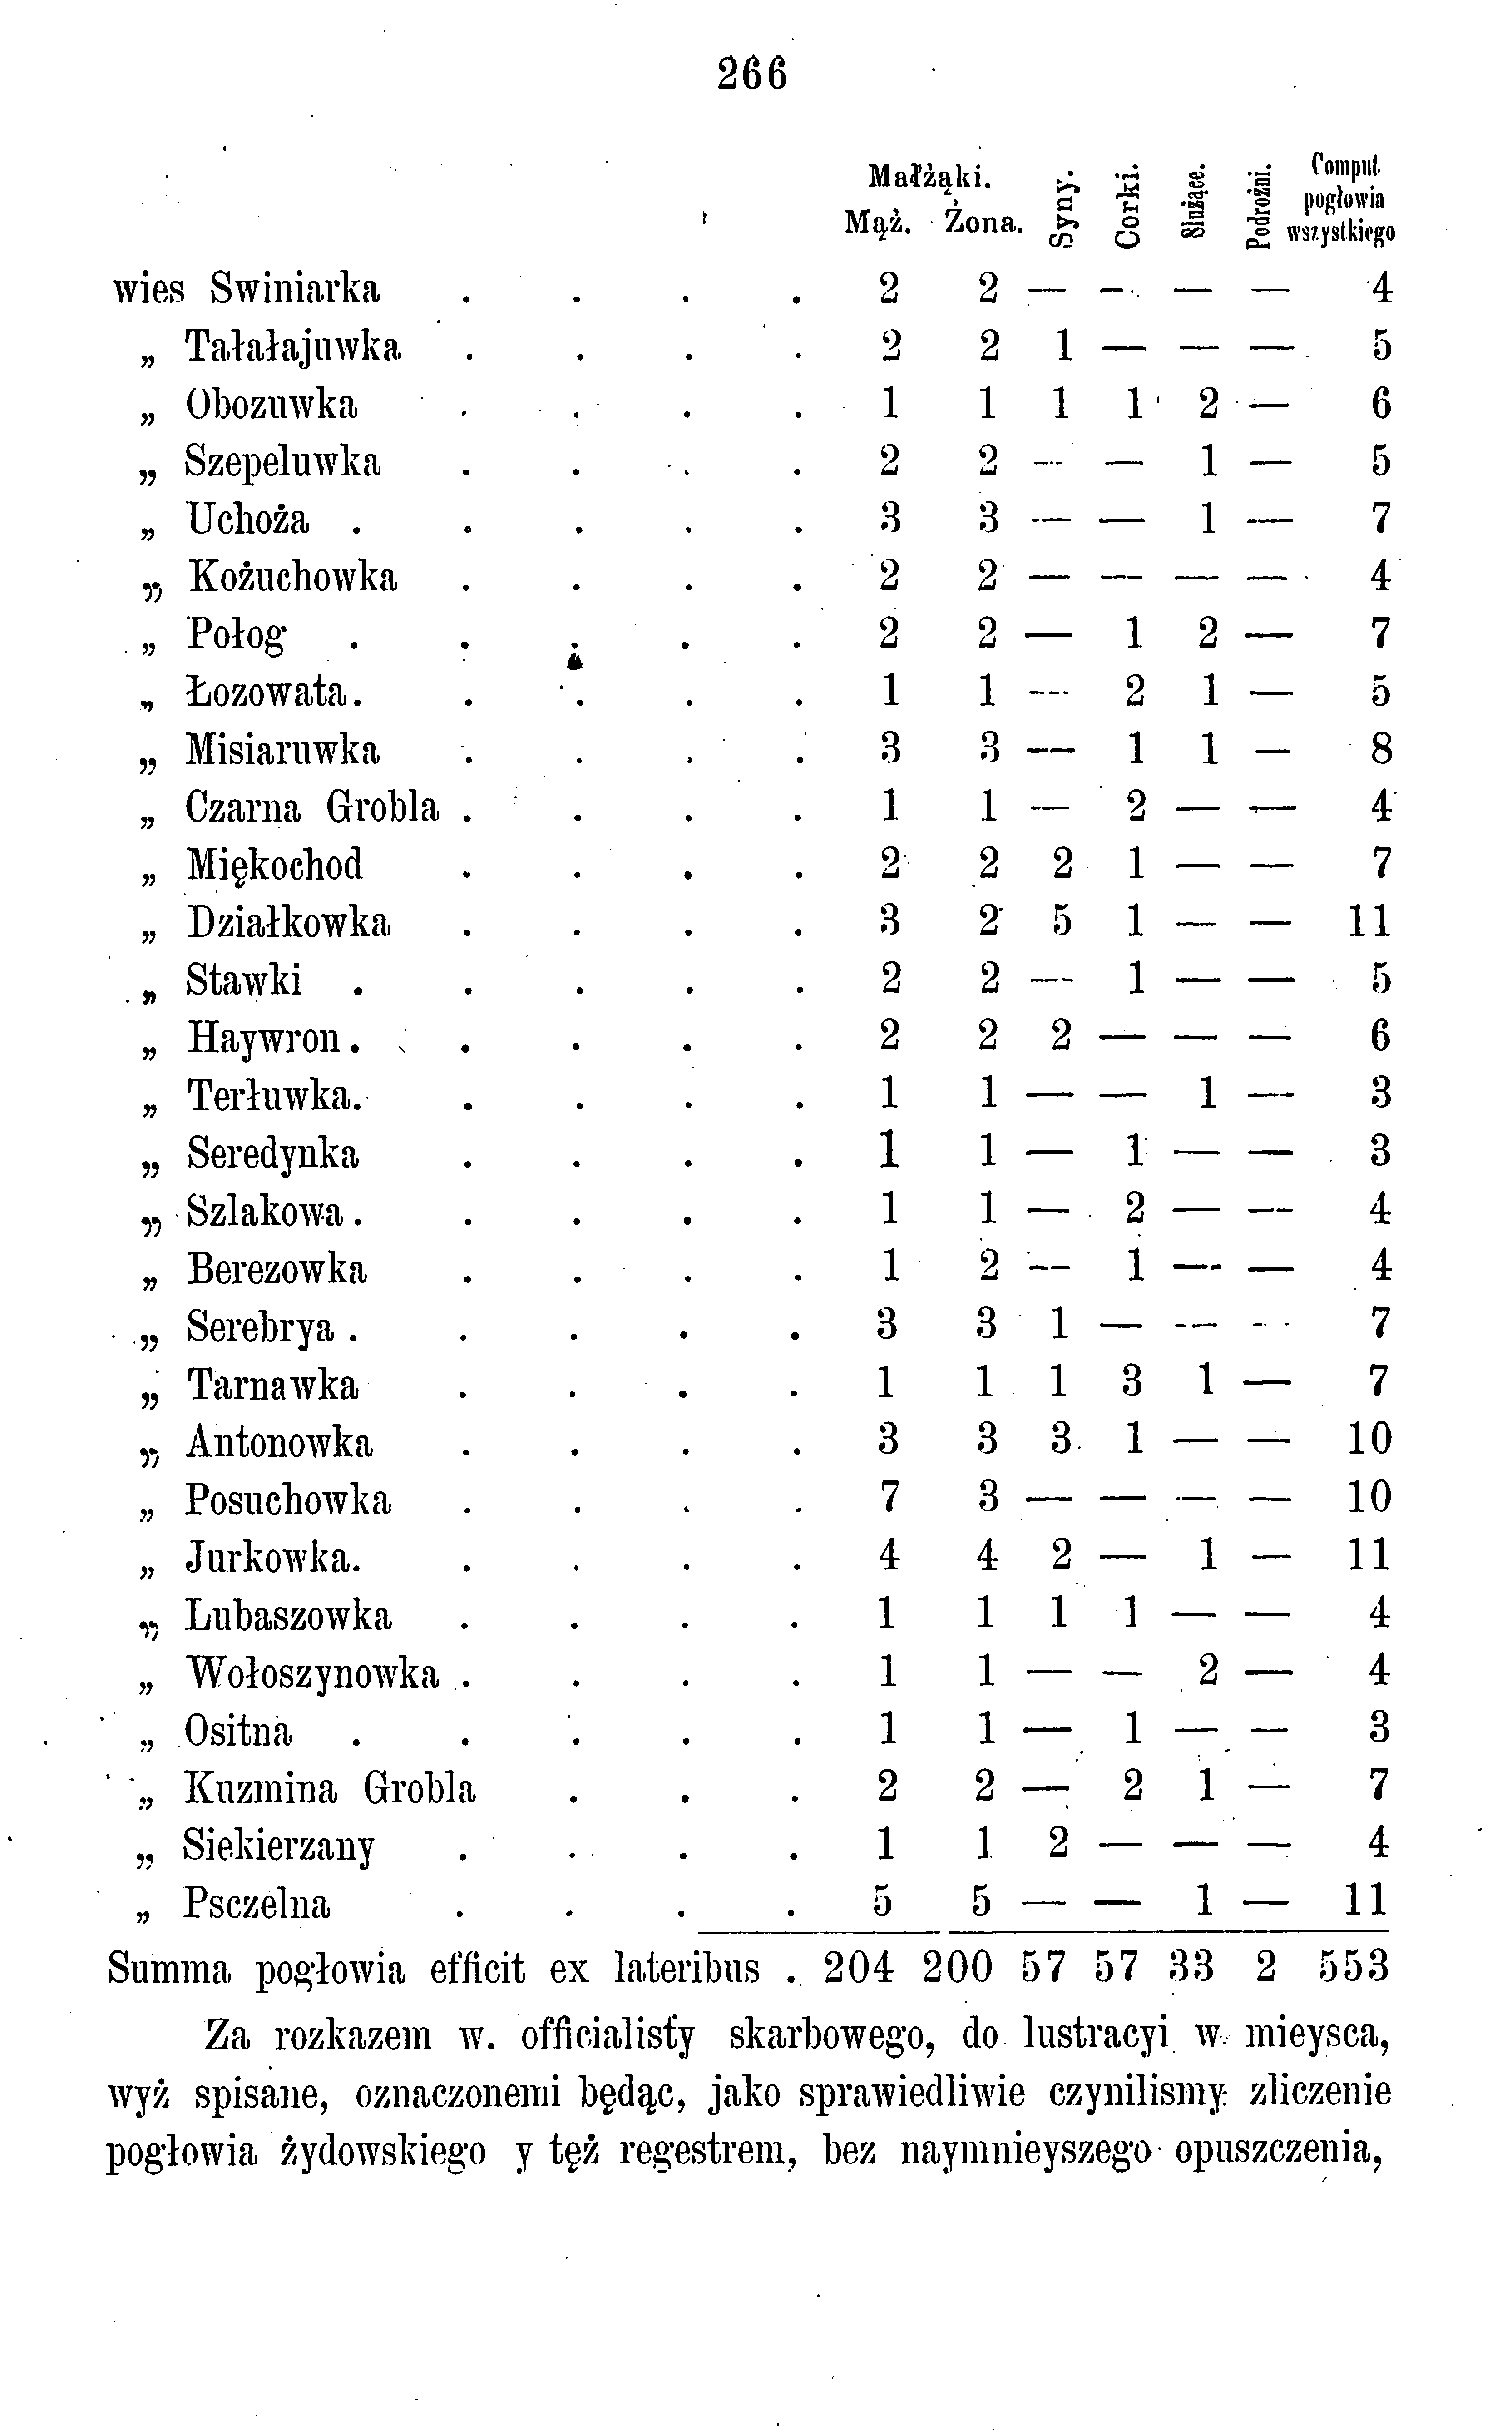 266
Małżąki. Syny. Corki. Służące. Podrożni. Comput.
pogłowia
Mąż. Żona. wszystkiego
wies Swiniarka . . . . 2 2 — — — — 4
„ Tałałajuwka . . . . 2 2 1 — — — 5
„ Obozuwka . . . . 1 1 1 1 2 — 6
„ Szepeluwka . . . . 2 2 — — 1 — 5
„ Uchoża . . . . . 3 3 — — 1 — 7
„ Kożuchowka . . . . 2 2 — — — — 4
„ Połog . . . . . 2 2 — 1 2 — 7
„ Łozowata . . . . . 1 1 — 2 1 — 5
„ Misiaruwka . . . . 3 3 — 1 1 — 8
„ Czarna Grobla . . . . 1 1 — 2 — — 4
„ Miękochod . . . . 2 2 2 1 — — 7
„ Działkowka . . . . 3 2 5 1 — — 11
„ Stawki . . . . . 2 2 — 1 — — 5
„ Haywron . . . . . 2 2 2 — — — 6
„ Terłuwka . . . . . 1 1 — — 1 — 3
„ Seredynka . . . . 1 1 — 1 — — 3
„ Szlakowa . . . . . 1 1 — 2 — — 4
„ Berezowka . . . . 1 2 — 1 — — 4
„ Serebrya . . . . . 3 3 1 — — — 7
„ Tarnawka . . . . 1 1 1 3 1 — 7
„ Antonowka . . . . 3 3 3 1 — — 10
„ Posuchowka . . . . 7 3 — — — — 10
„ Jurkowka . . . . . 4 4 2 — 1 — 11
„ Lubaszowka . . . . 1 1 1 1 — — 4
„ Wołoszynowka . . . . 1 1 — — 2 — 4
„ Ositna . . . . . 1 1 — 1 — — 3
„ Kuzmina Grobla . . . 2 2 — 2 1 — 7
„ Siekierzany . . . . 1 1 2 — — — 4
„ Psczelna . . . . 5 5 — — 1 — 11
Summa pogłowia efficit ex lateribus . 204 200 57 57 33 2 553
Za rozkazem w. officialisty skarbowego, do lustracyi w mieysca,
wyż spisane, oznaczonemi będąc, jako sprawiedliwie czynilismy zliczenie
pogłowia żydowskiego y tęż regestrem, bez naymnieyszego opuszczenia,